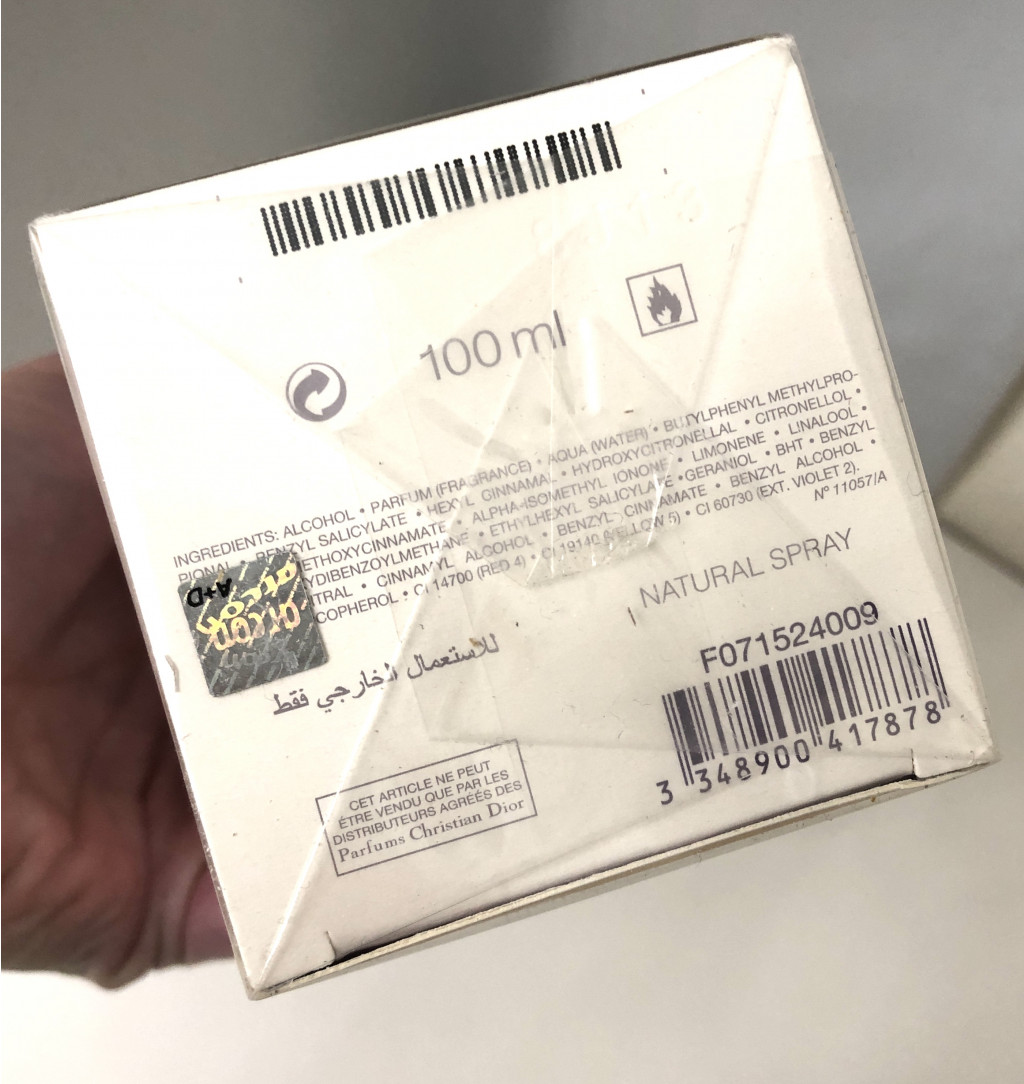 100 ml
INGREDIENTS: ALCOHOL • PARFUM (FRAGRANCE) • AQUA (WATER) • BUTYLPHENYL METHYLPRO-
PIONAL BENZYL SALICYLATE • HEXYL CINNAMAL • HYDROXYCITRONELLAL • CITRONELLOL •
ETHOXYCINNAMATE • ALPHA-ISOMETHYL IONONE • LIMONENE • LINALOOL •
YDIBENZOYLMETHANE • ETHYLHEXYL SALICYLATE • GERANIOL • BHT • BENZYL
TRAL • CINNAMYL ALCOHOL • BENZYL CINNAMATE • BENZYL ALCOHOL •
COPHEROL • CI 14700 (RED 4) • CI 19140 (YELLOW 5) • CI 60730 (EXT. VIOLET 2).
N° 11057/A
A+D
NATURAL SPRAY
للاستعمال الخارجي فقط
F071524009
3 348900 417878
CET ARTICLE NE PEUT
ÊTRE VENDU QUE PAR LES
DISTRIBUTEURS AGRÉÉS DES
Parfums Christian Dior